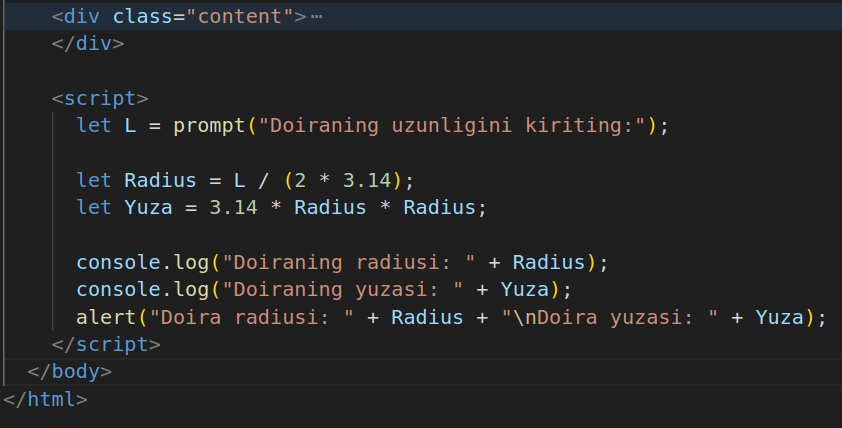 <div class="content">⋯
</div>
<script>
let L = prompt("Doiraning uzunligini kiriting:");
let Radius = L / (2 * 3.14);
let Yuza = 3.14 * Radius * Radius;
console.log("Doiraning radiusi: " + Radius);
console.log("Doiraning yuzasi: " + Yuza);
alert("Doira radiusi: " + Radius + "\nDoira yuzasi: " + Yuza);
</script>
</body>
</html>